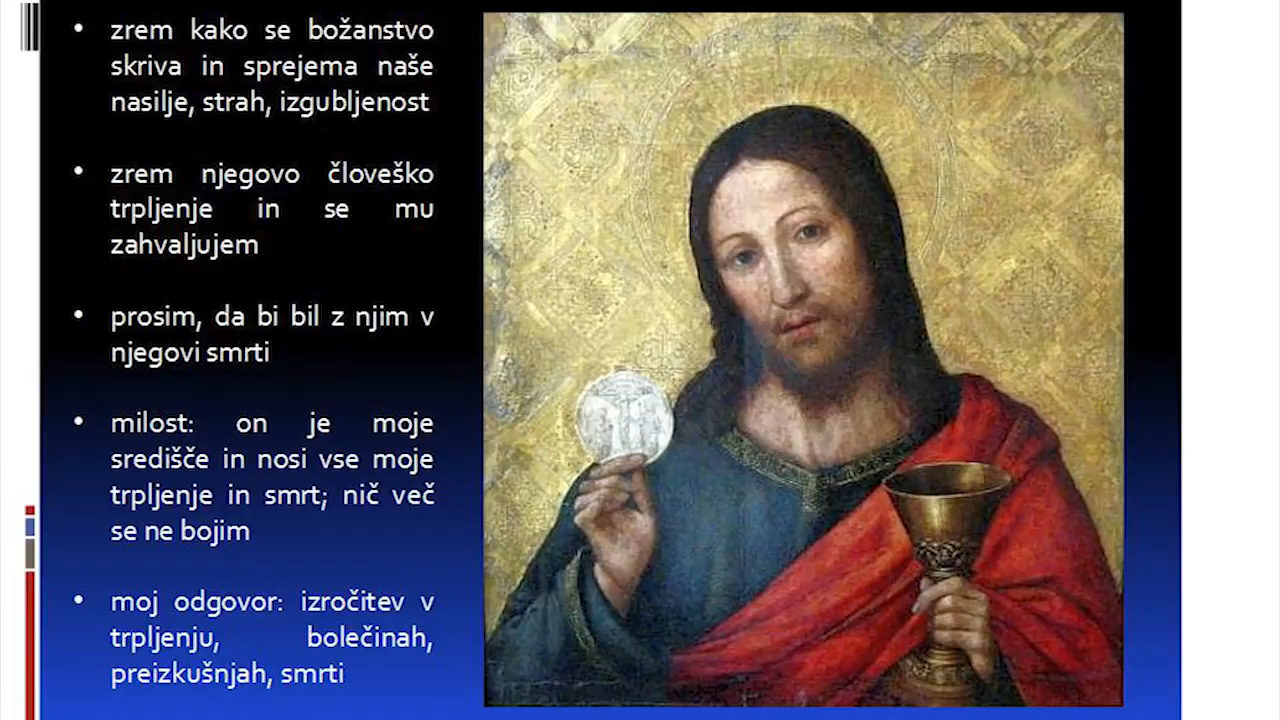 • zrem kako se božanstvo
skriva in sprejema naše
nasilje, strah, izgubljenost
• zrem njegovo človeško
trpljenje in se mu
zahvaljujem
• prosim, da bi bil z njim v
njegovi smrti
• milost: on je moje
središče in nosi vse moje
trpljenje in smrt; nič več
se ne bojim
• moj odgovor: izročitev v
trpljenju, bolečinah,
preizkušnjah, smrti